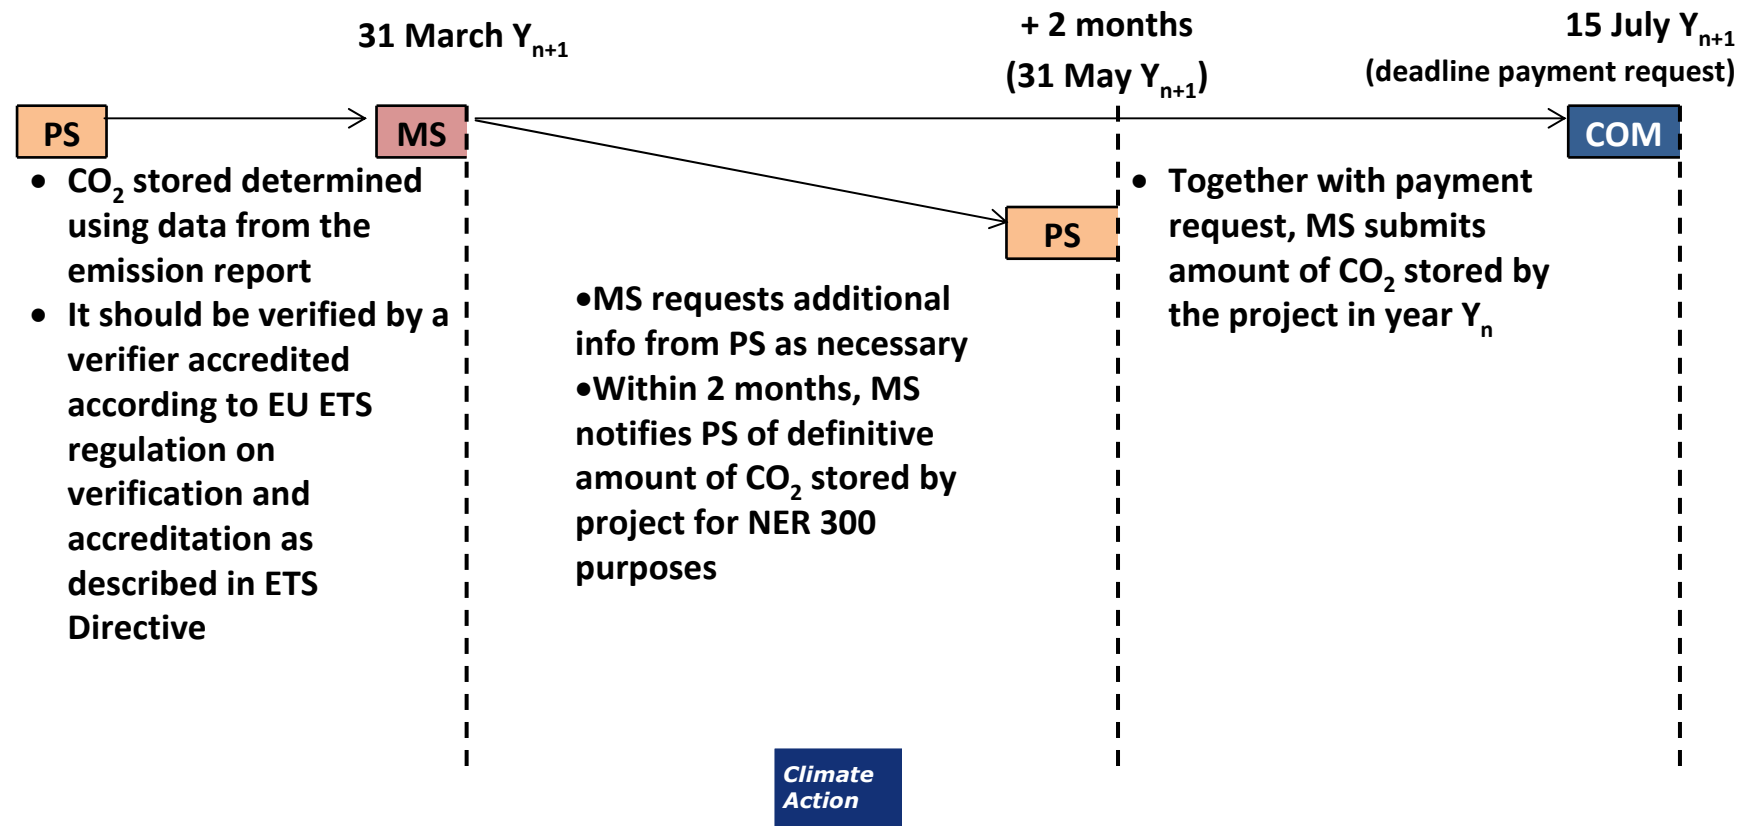 31 March Yn+1
+ 2 months
(31 May Yn+1)
15 July Yn+1
(deadline payment request)
PS
MS
COM
PS
• CO2 stored determined
using data from the
emission report
• It should be verified by a
verifier accredited
according to EU ETS
regulation on
verification and
accreditation as
described in ETS
Directive
•MS requests additional
info from PS as necessary
•Within 2 months, MS
notifies PS of definitive
amount of CO2 stored by
project for NER 300
purposes
• Together with payment
request, MS submits
amount of CO2 stored by
the project in year Yn
Climate
Action